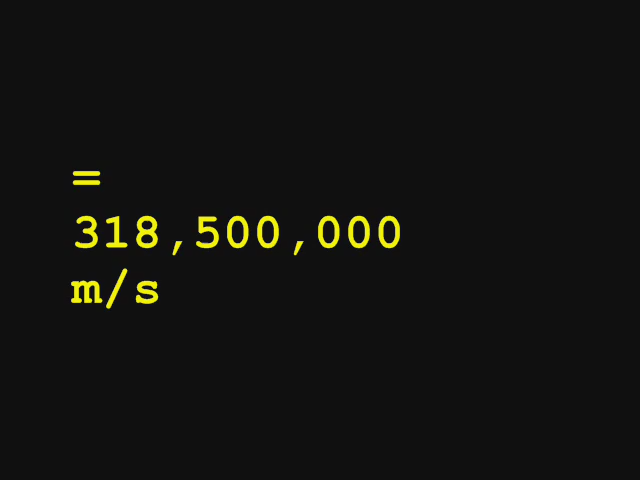 =
318,500,000
m/s